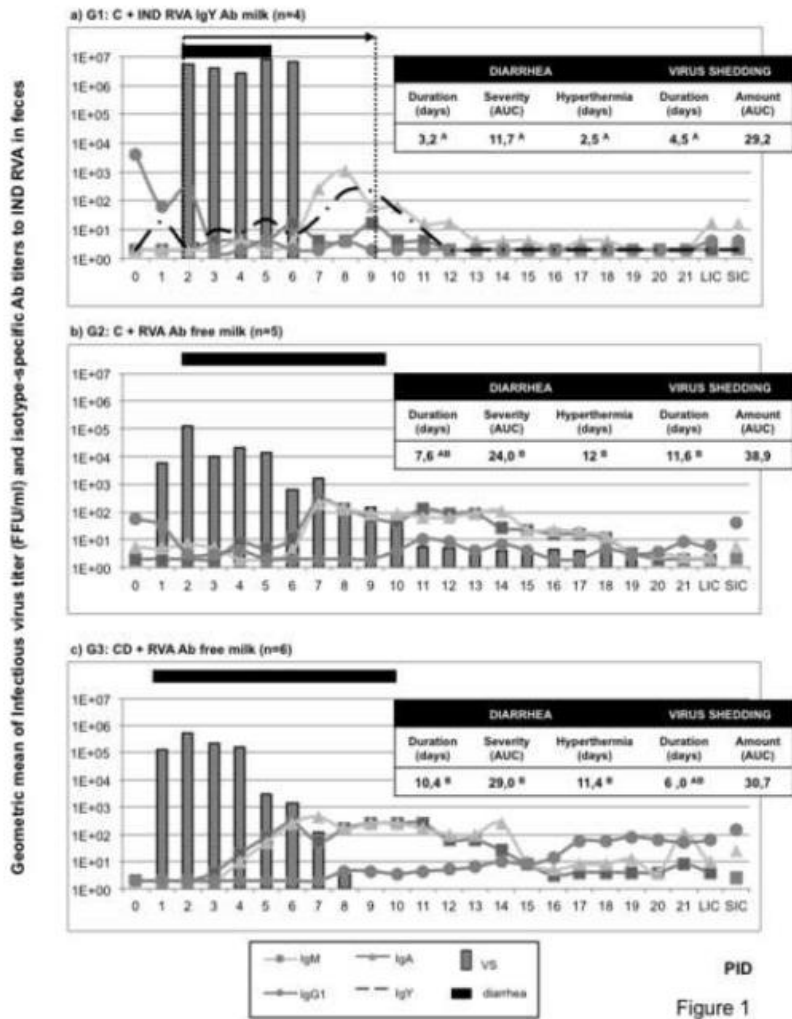 Geometric mean of Infectious virus titer (FFU/ml) and isotype-specific Ab titers to IND RVA in feces
a) G1: C + IND RVA IgY Ab milk (n=4)
1E+07
1E+06
1E+05
1E+04
1E+03
1E+02
1E+01
1E+00
0 1 2 3 4 5 6 7 8 9 10 11 12 13 14 15 16 17 18 19 20 21 LIC SIC
DIARRHEA VIRUS SHEDDING
Duration (days) Severity (AUC) Hyperthermia (days) Duration (days) Amount (AUC)
3,2 A 11,7 A 2,5 A 4,5 A 29,2
b) G2: C + RVA Ab free milk (n=5)
1E+07
1E+06
1E+05
1E+04
1E+03
1E+02
1E+01
1E+00
0 1 2 3 4 5 6 7 8 9 10 11 12 13 14 15 16 17 18 19 20 21 LIC SIC
DIARRHEA VIRUS SHEDDING
Duration (days) Severity (AUC) Hyperthermia (days) Duration (days) Amount (AUC)
7,6 AB 24,0 B 12 B 11,6 B 38,9
c) G3: CD + RVA Ab free milk (n=6)
1E+07
1E+06
1E+05
1E+04
1E+03
1E+02
1E+01
1E+00
0 1 2 3 4 5 6 7 8 9 10 11 12 13 14 15 16 17 18 19 20 21 LIC SIC
DIARRHEA VIRUS SHEDDING
Duration (days) Severity (AUC) Hyperthermia (days) Duration (days) Amount (AUC)
10,4 B 29,0 B 11,4 B 6 ,0 AB 30,7
IgM IgA VS
IgG1 IgY diarrhea
PID
Figure 1